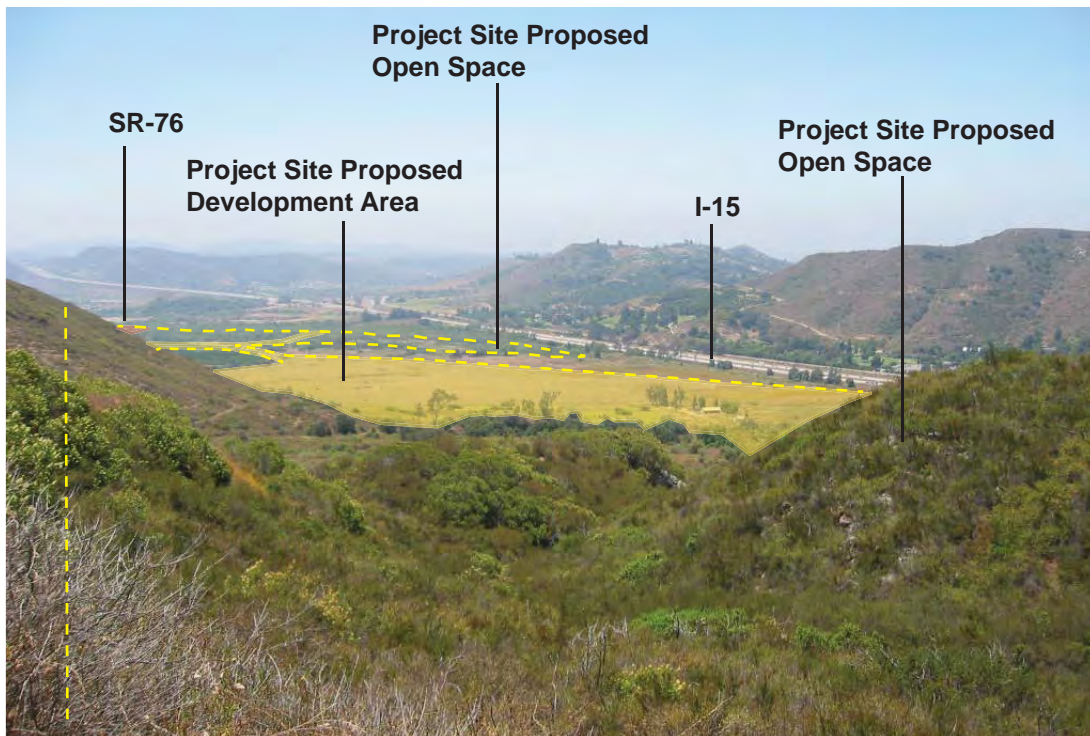 Project Site Proposed
Open Space
SR-76
Project Site Proposed
Development Area
Project Site Proposed
Open Space
I-15